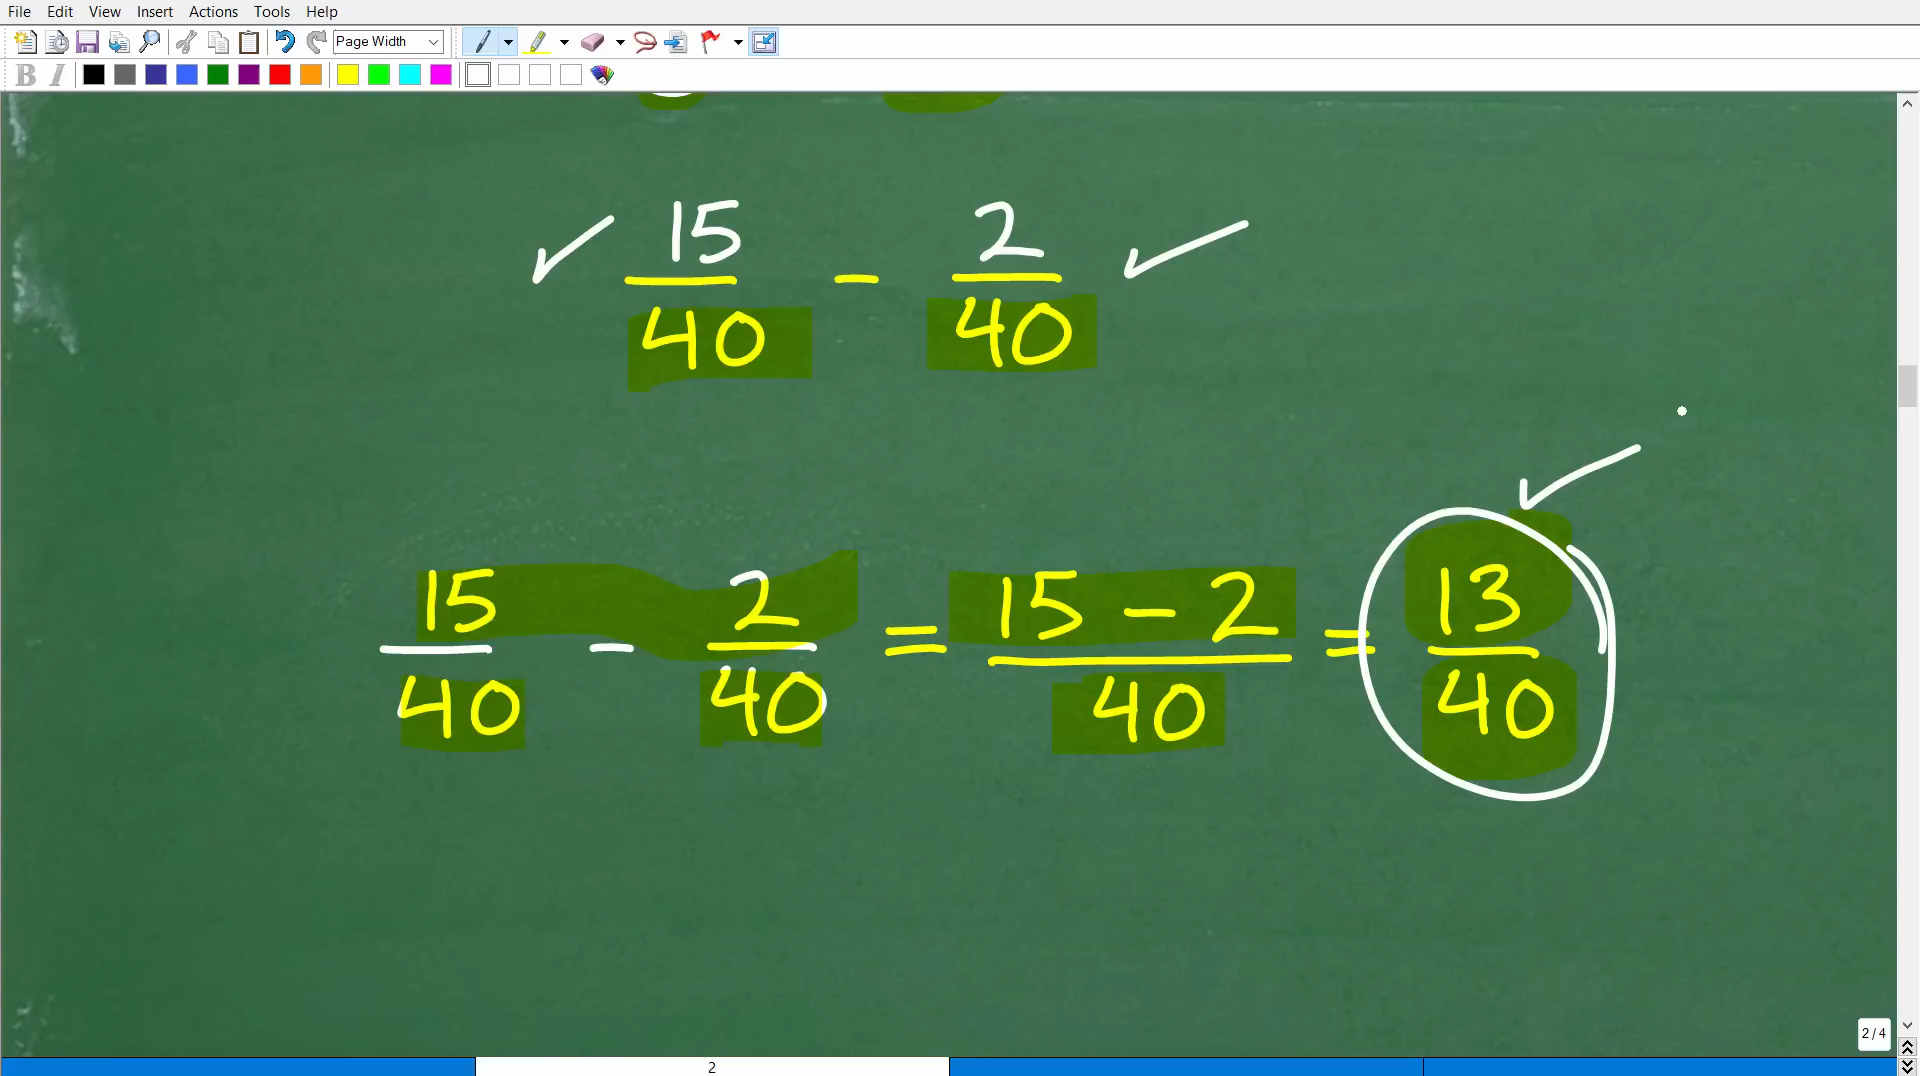 File Edit View Insert Actions Tools Help
Page Width
B I
15 2
— - —
40 40
15 2 15 - 2 13
— - — = — = —
40 40 40 40
2 / 4
2